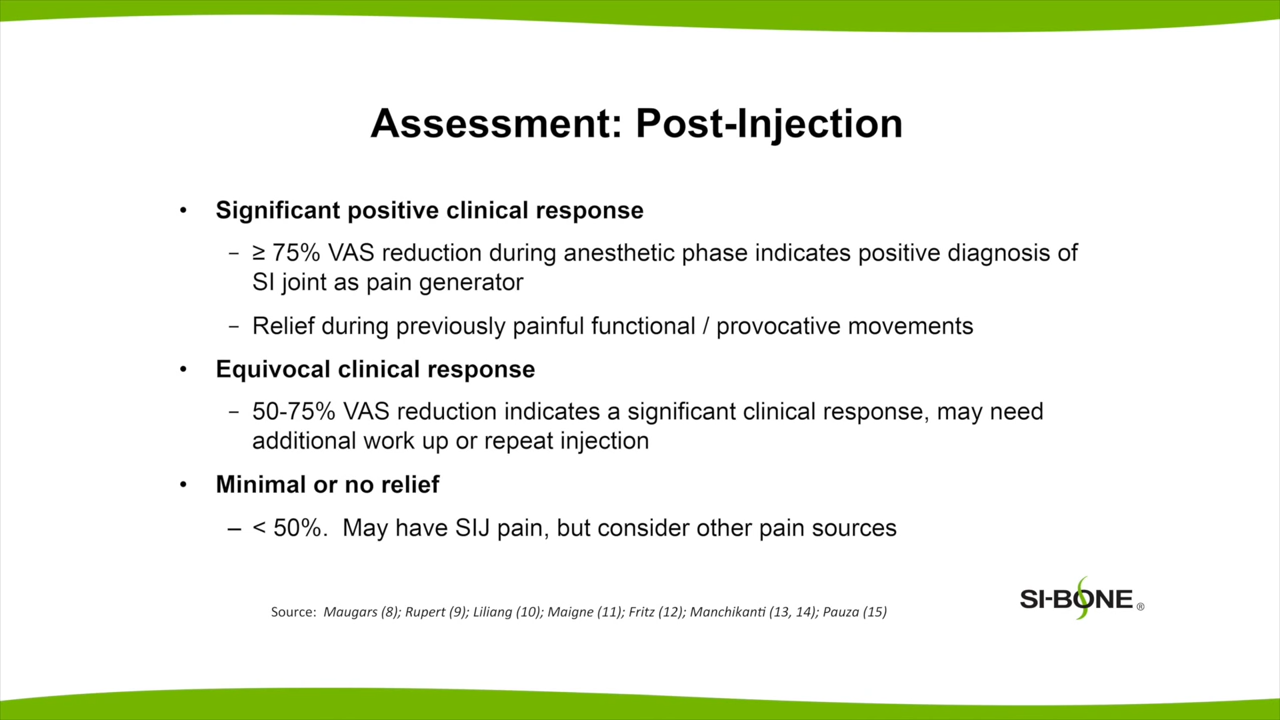 Assessment: Post-Injection
• Significant positive clinical response
– ≥ 75% VAS reduction during anesthetic phase indicates positive diagnosis of
SI joint as pain generator
– Relief during previously painful functional / provocative movements
• Equivocal clinical response
– 50-75% VAS reduction indicates a significant clinical response, may need
additional work up or repeat injection
• Minimal or no relief
– < 50%.  May have SIJ pain, but consider other pain sources
Source:  Maugars (8); Rupert (9); Liliang (10); Maigne (11); Fritz (12); Manchikanti (13, 14); Pauza (15)
SI-BONE®